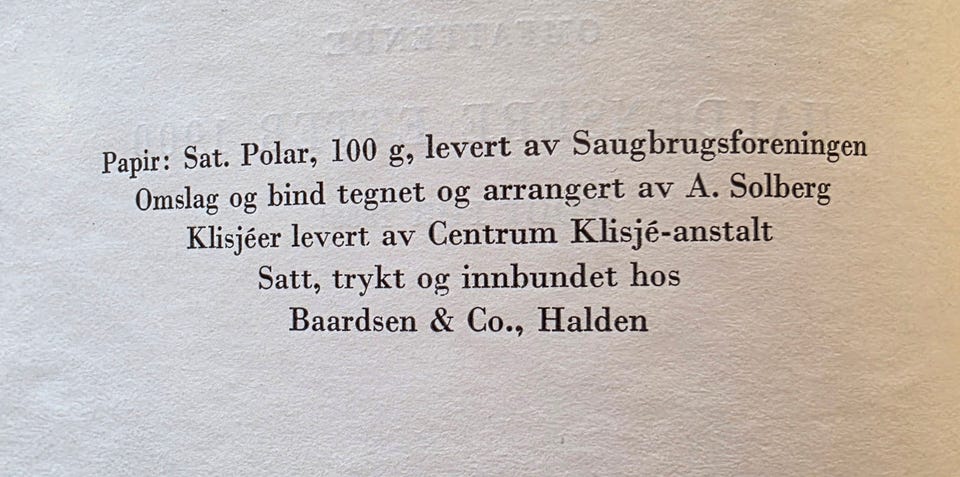 Papir: Sat. Polar, 100 g, levert av Saugbrugsforeningen
Omslag og bind tegnet og arrangert av A. Solberg
Klisjéer levert av Centrum Klisjé-anstalt
Satt, trykt og innbundet hos
Baardsen & Co., Halden